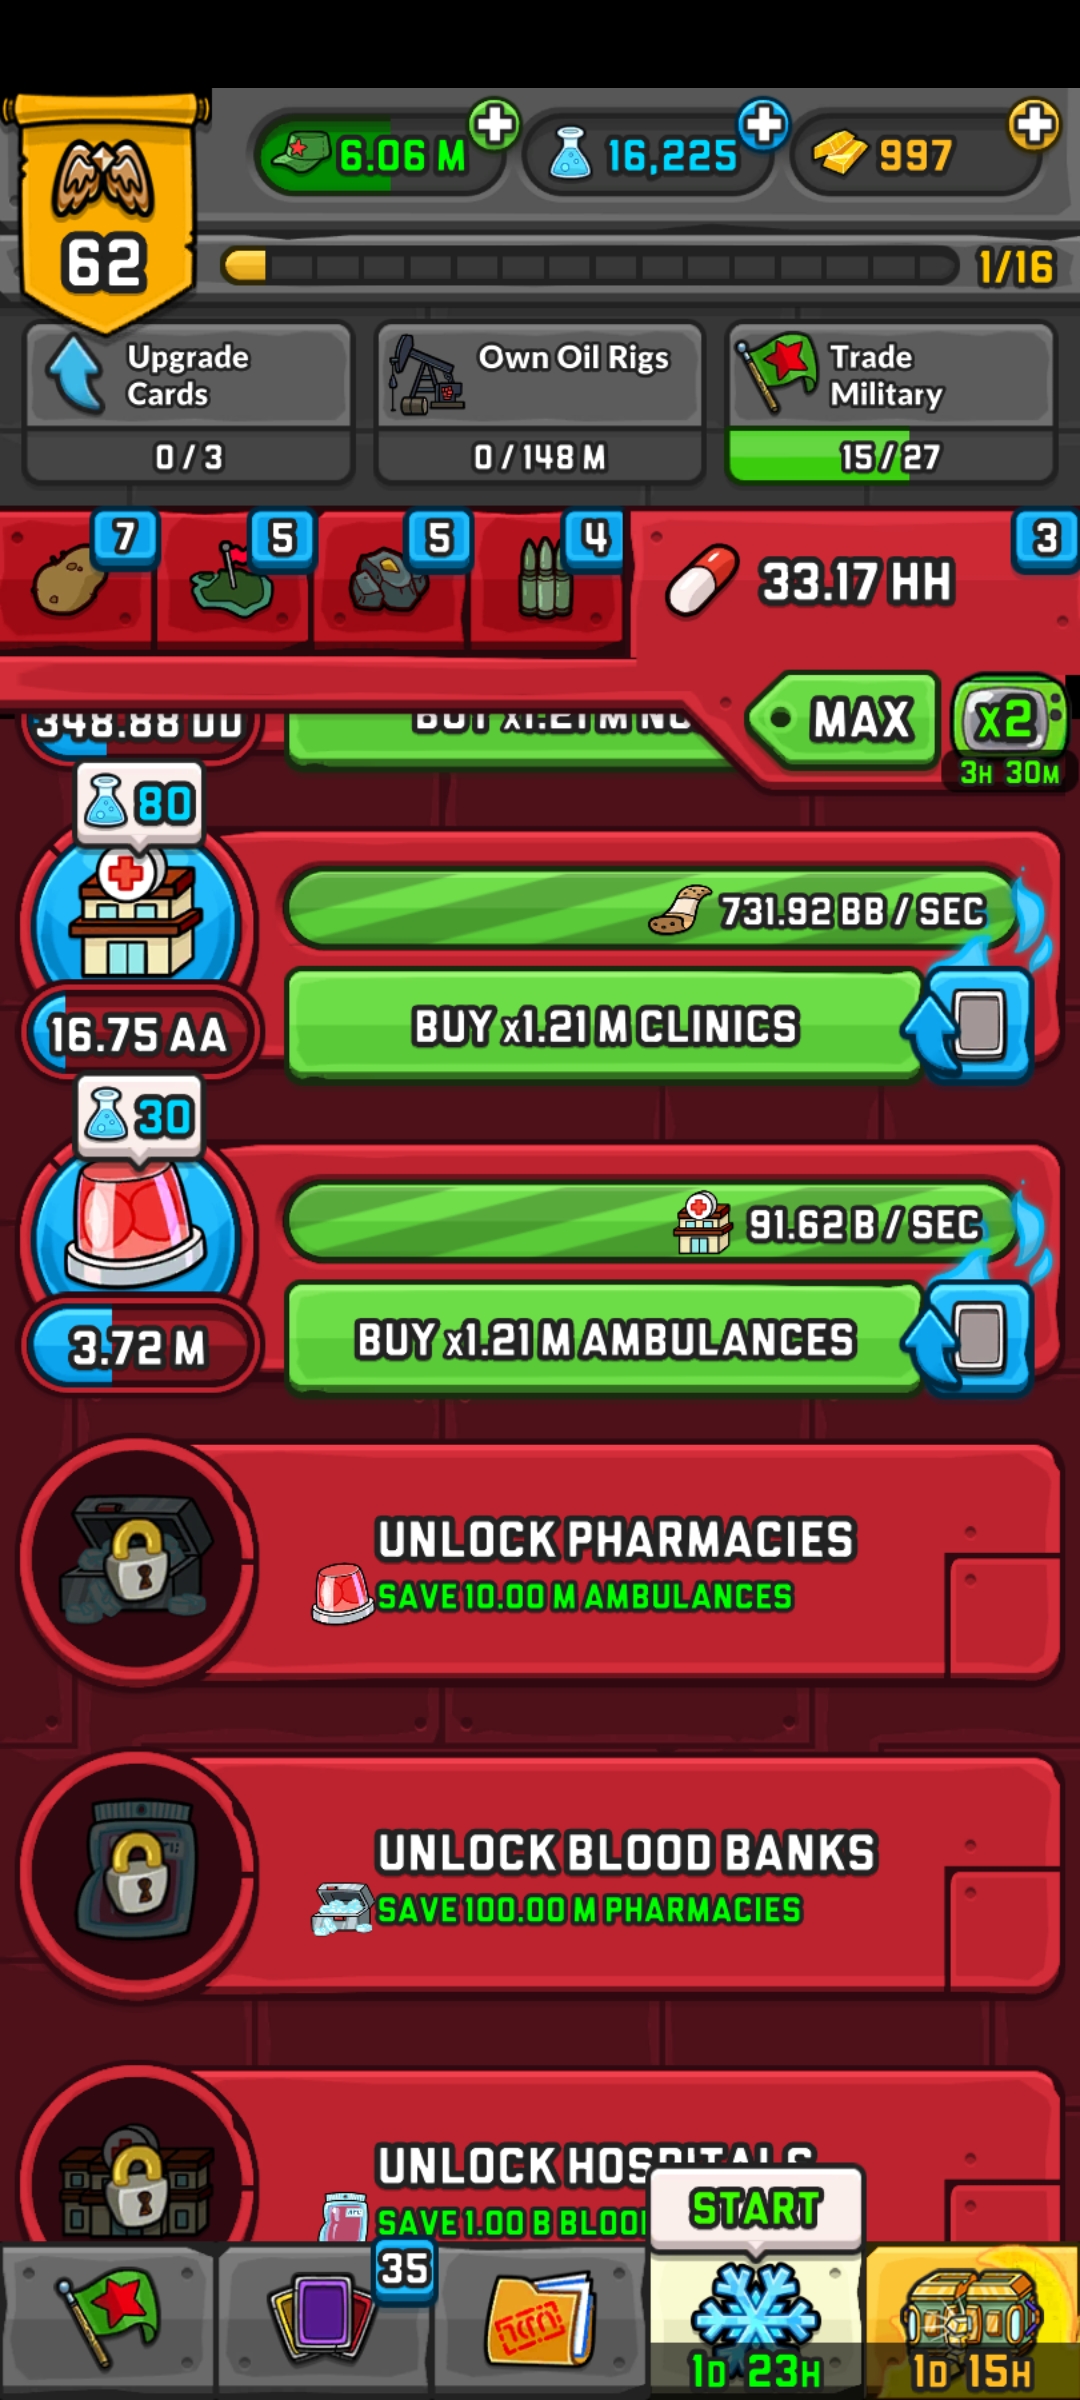 6.06 M
16,225
997
62
1/16
Upgrade
Cards
0 / 3
Own Oil Rigs
0 / 148 M
Trade
Military
15 / 27
7
5
5
4
33.17 HH
3
348.88 DD
MAX
x2
3H 30M
80
731.92 BB / SEC
16.75 AA
BUY x1.21 M CLINICS
30
91.62 B / SEC
3.72 M
BUY x1.21 M AMBULANCES
UNLOCK PHARMACIES
SAVE 10.00 M AMBULANCES
UNLOCK BLOOD BANKS
SAVE 100.00 M PHARMACIES
UNLOCK HOSPITALS
SAVE 1.00 B BLOO
START
35
1D 23H
1D 15H